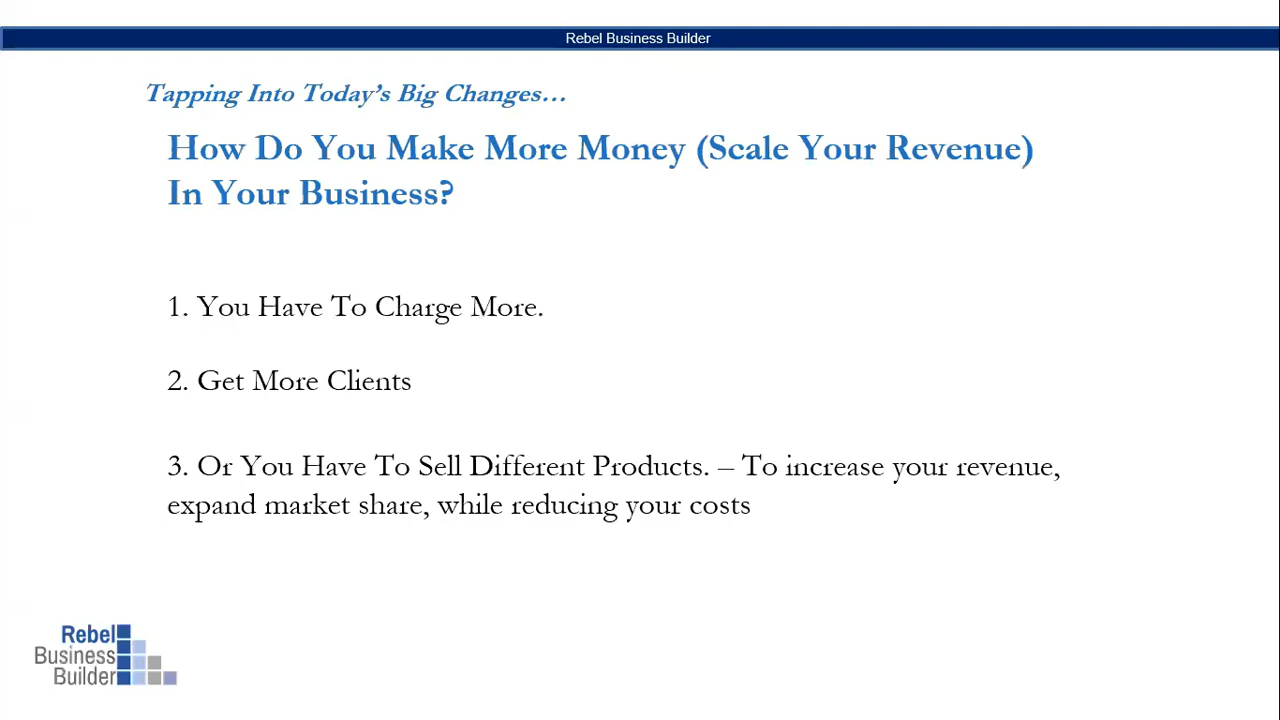 Rebel Business Builder
Tapping Into Today's Big Changes…
How Do You Make More Money (Scale Your Revenue)
In Your Business?
1. You Have To Charge More.
2. Get More Clients
3. Or You Have To Sell Different Products. – To increase your revenue,
expand market share, while reducing your costs
Rebel
Business
Builder